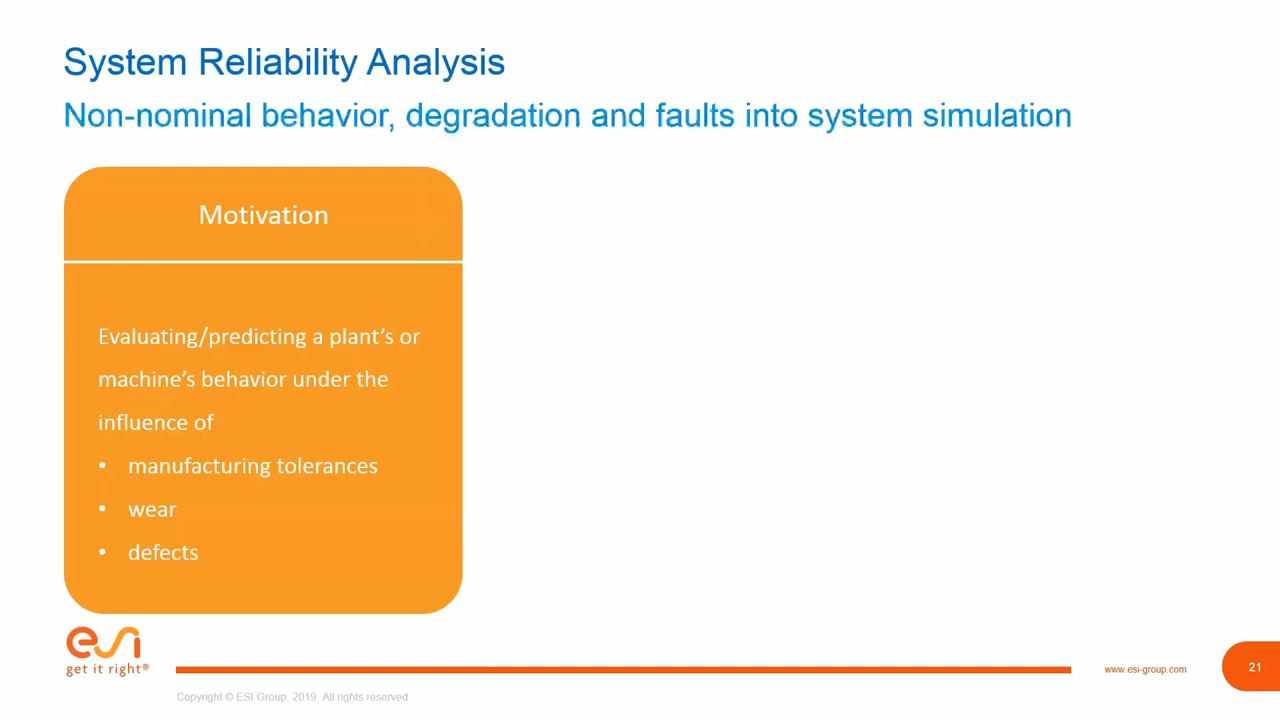 System Reliability Analysis
Non-nominal behavior, degradation and faults into system simulation
Motivation
Evaluating/predicting a plant’s or
machine’s behavior under the
influence of
• manufacturing tolerances
• wear
• defects
esi
get it right®
www.esi-group.com
21
Copyright © ESI Group, 2019. All rights reserved.